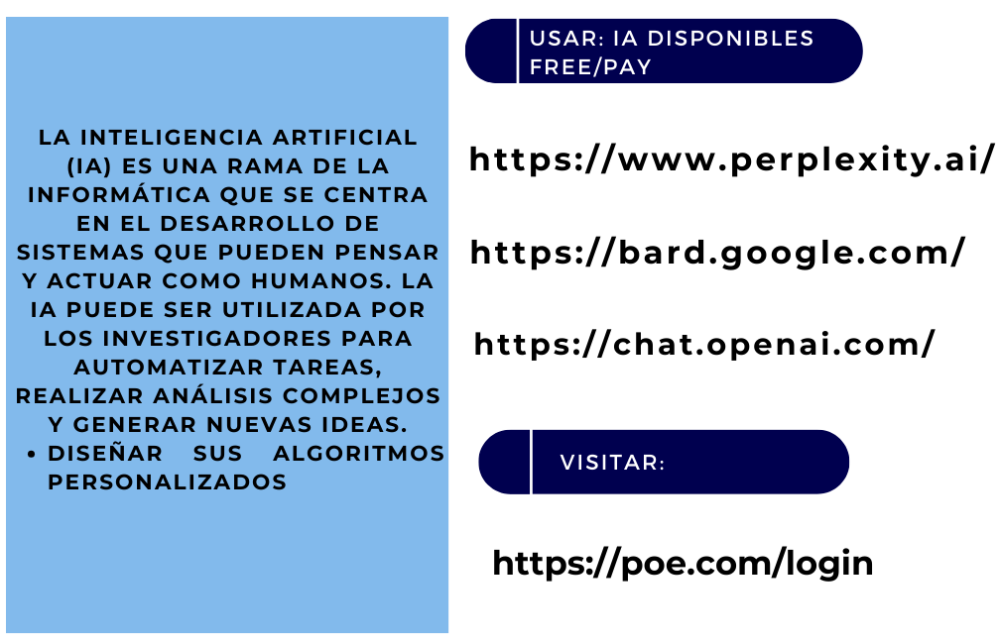 LA INTELIGENCIA ARTIFICIAL
(IA) ES UNA RAMA DE LA
INFORMÁTICA QUE SE CENTRA
EN EL DESARROLLO DE
SISTEMAS QUE PUEDEN PENSAR
Y ACTUAR COMO HUMANOS. LA
IA PUEDE SER UTILIZADA POR
LOS INVESTIGADORES PARA
AUTOMATIZAR TAREAS,
REALIZAR ANÁLISIS COMPLEJOS
Y GENERAR NUEVAS IDEAS.
• DISEÑAR SUS ALGORITMOS
PERSONALIZADOS
USAR: IA DISPONIBLES
FREE/PAY
https://www.perplexity.ai/
https://bard.google.com/
https://chat.openai.com/
VISITAR:
https://poe.com/login